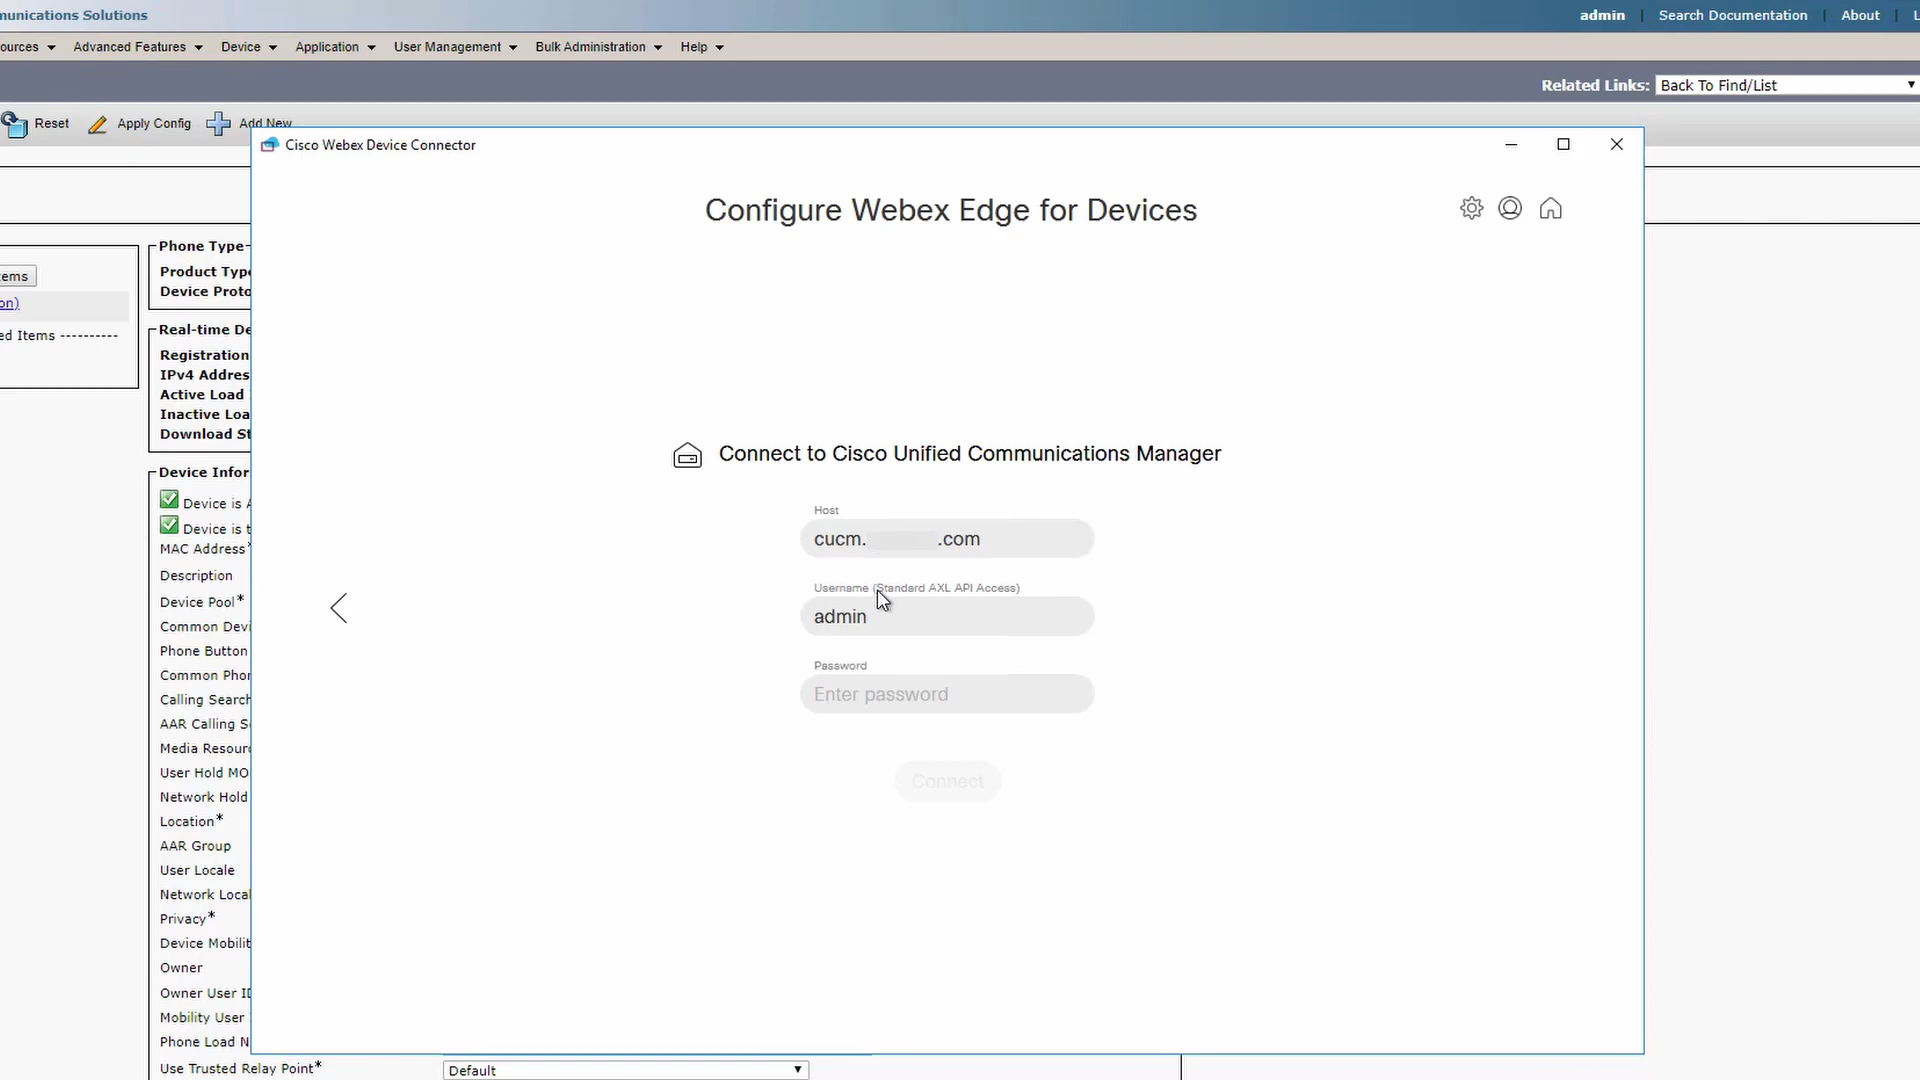 munications Solutions
admin | Search Documentation | About | L
ources Advanced Features Device Application User Management Bulk Administration Help
Related Links: Back To Find/List
Reset Apply Config Add New
Cisco Webex Device Connector
Configure Webex Edge for Devices
Connect to Cisco Unified Communications Manager
Host
cucm. .com
Username (Standard AXL API Access)
admin
Password
Enter password
Connect
ems
on)
ed Items ----------
Phone Type
Product Type
Device Proto
Real-time De
Registration
IPv4 Addres
Active Load
Inactive Loa
Download St
Device Infor
Device is A
Device is t
MAC Address*
Description
Device Pool*
Common Devi
Phone Button
Common Phon
Calling Search
AAR Calling S
Media Resourc
User Hold MO
Network Hold
Location*
AAR Group
User Locale
Network Local
Privacy*
Device Mobilit
Owner
Owner User ID
Mobility User
Phone Load N
Use Trusted Relay Point*
Default